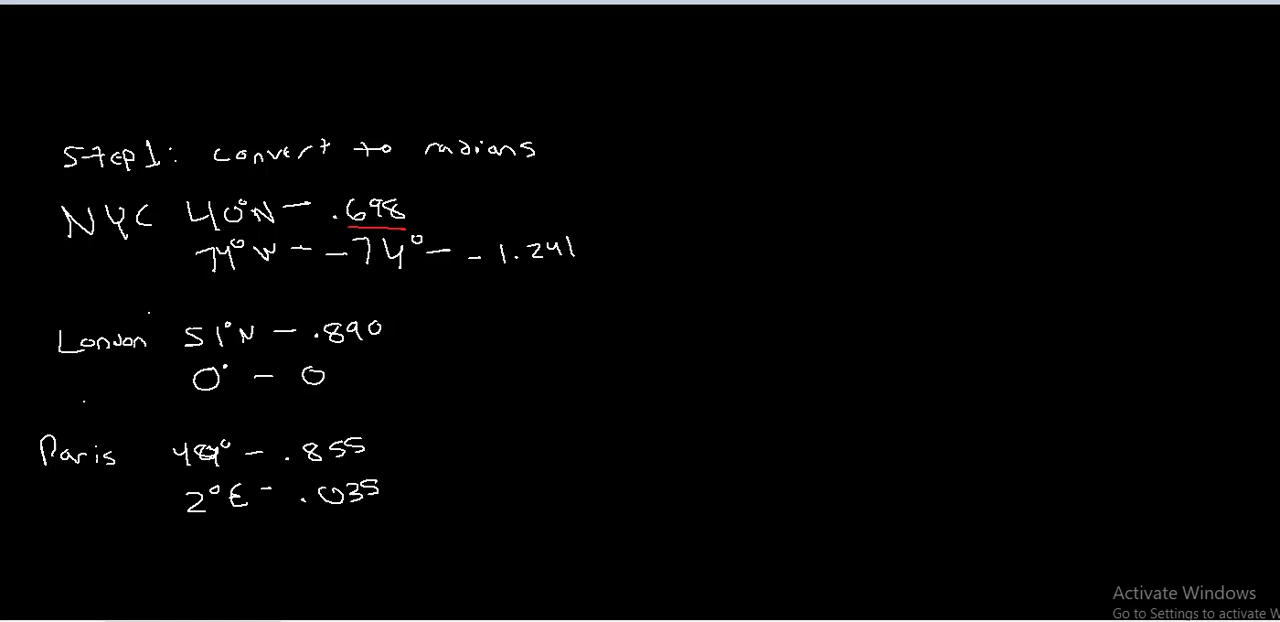 Step 1: convert to radians
NYC 40°N - .698
74°W - -74° - -1.241
London 51°N - .890
0° - 0
Paris - .855
2°E - .035
Activate Windows
Go to Settings to activate W